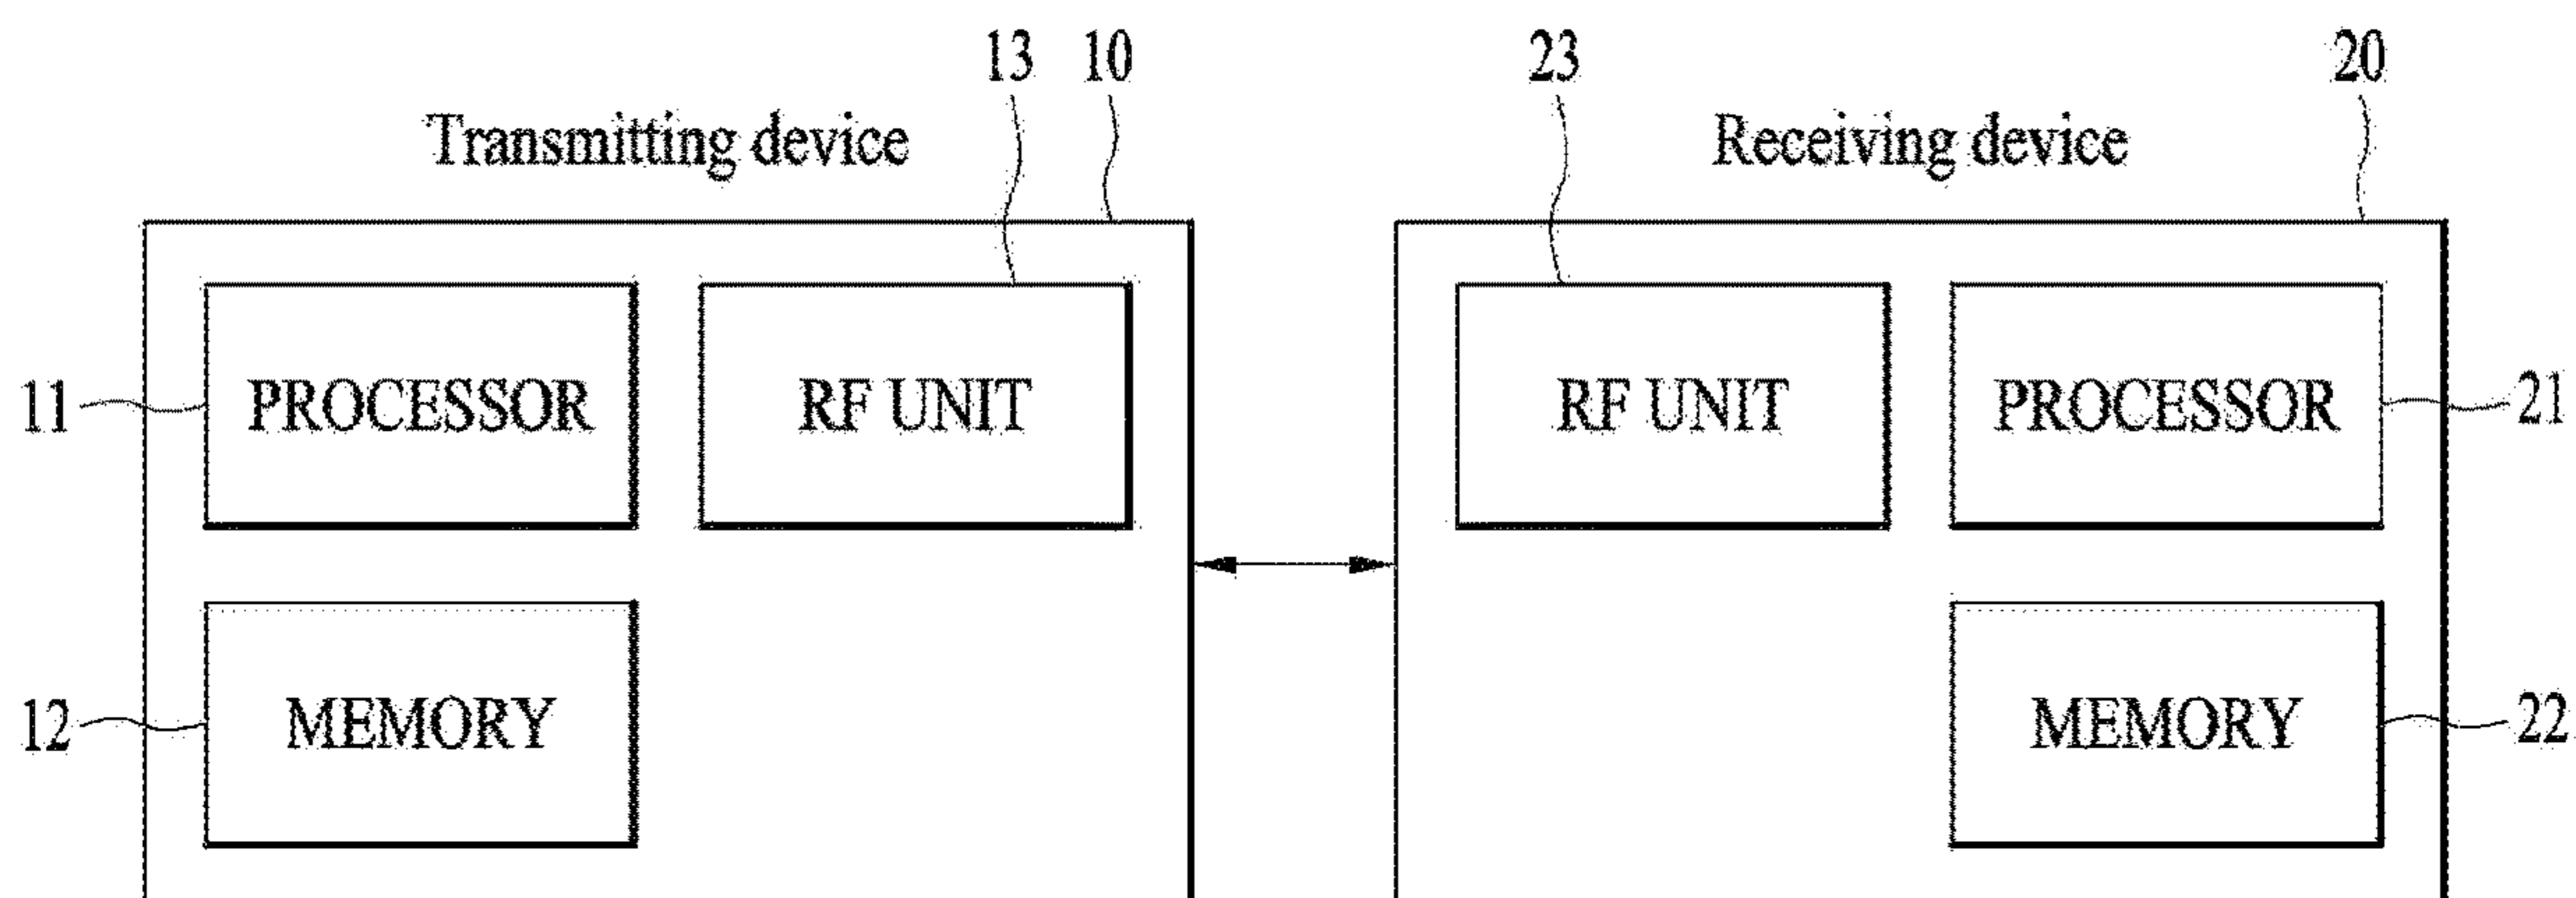 13 10 23 20
Transmitting device Receiving device
11 PROCESSOR RF UNIT RF UNIT PROCESSOR 21
12 MEMORY MEMORY 22